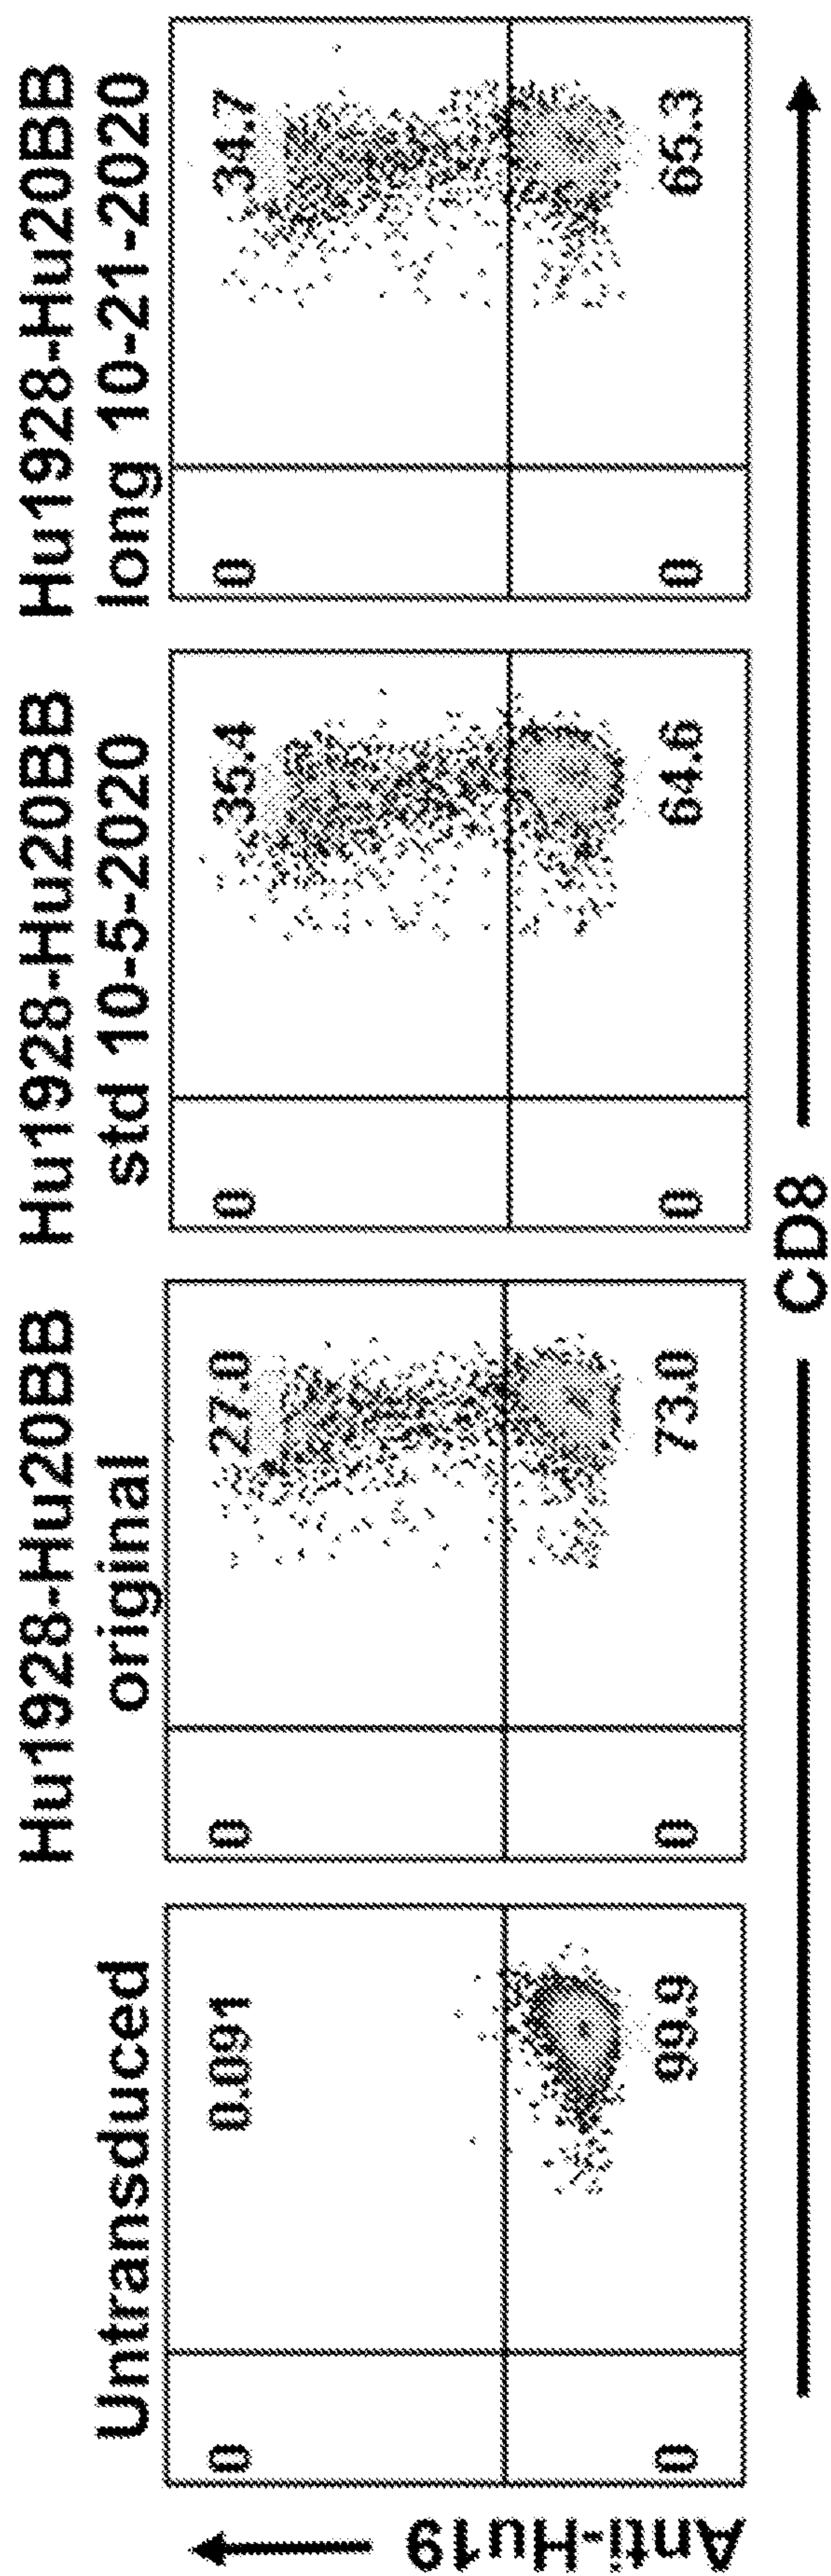 Untransduced
Hu1928-Hu20BB
original
Hu1928-Hu20BB
std 10-5-2020
Hu1928-Hu20BB
long 10-21-2020
0
0.091
0
27.0
0
35.4
0
34.7
0
99.9
0
73.0
0
64.6
0
65.3
Anti-Hu19
CD8